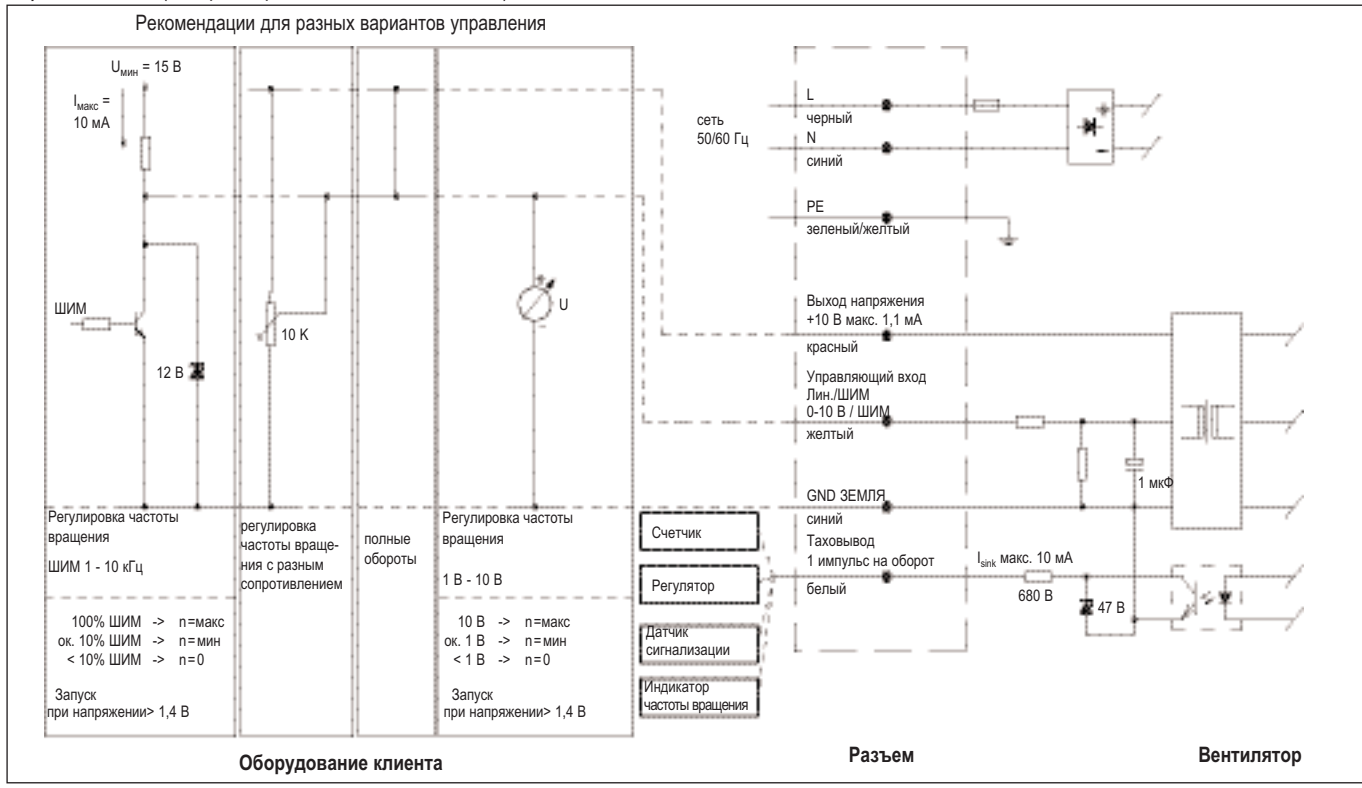 Рекомендации для разных вариантов управления
Uмин = 15 В
Iмакс =
10 мА
ШИМ
12 В
10 K
U
Регулировка частоты
вращения
ШИМ 1 - 10 кГц
100% ШИМ -> n=макс
ок. 10% ШИМ -> n=мин
< 10% ШИМ -> n=0
Запуск
при напряжении> 1,4 В
регулировка
частоты враще-
ния с разным
сопротивлением
полные
обороты
Регулировка частоты
вращения
1 В - 10 В
10 В -> n=макс
ок. 1 В -> n=мин
< 1 В -> n=0
Запуск
при напряжении> 1,4 В
Оборудование клиента
Счетчик
Регулятор
Датчик
сигнализации
Индикатор
частоты вращения
сеть
50/60 Гц
L
черный
N
синий
PE
зеленый/желтый
Выход напряжения
+10 В макс. 1,1 мА
красный
Управляющий вход
Лин./ШИМ
0-10 В / ШИМ
желтый
GND ЗЕМЛЯ
синий
Таховывод
1 импульс на оборот
белый
Разъем
1 мкФ
Isink макс. 10 мА
680 В
47 В
Вентилятор